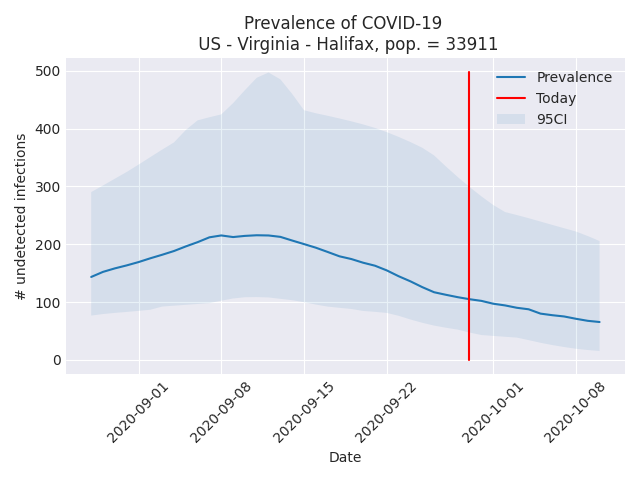 Prevalence of COVID-19
US - Virginia - Halifax, pop. = 33911
# undetected infections
500
400
300
200
100
0
Prevalence
Today
95CI
2020-09-01
2020-09-08
2020-09-15
2020-09-22
2020-10-01
2020-10-08
Date